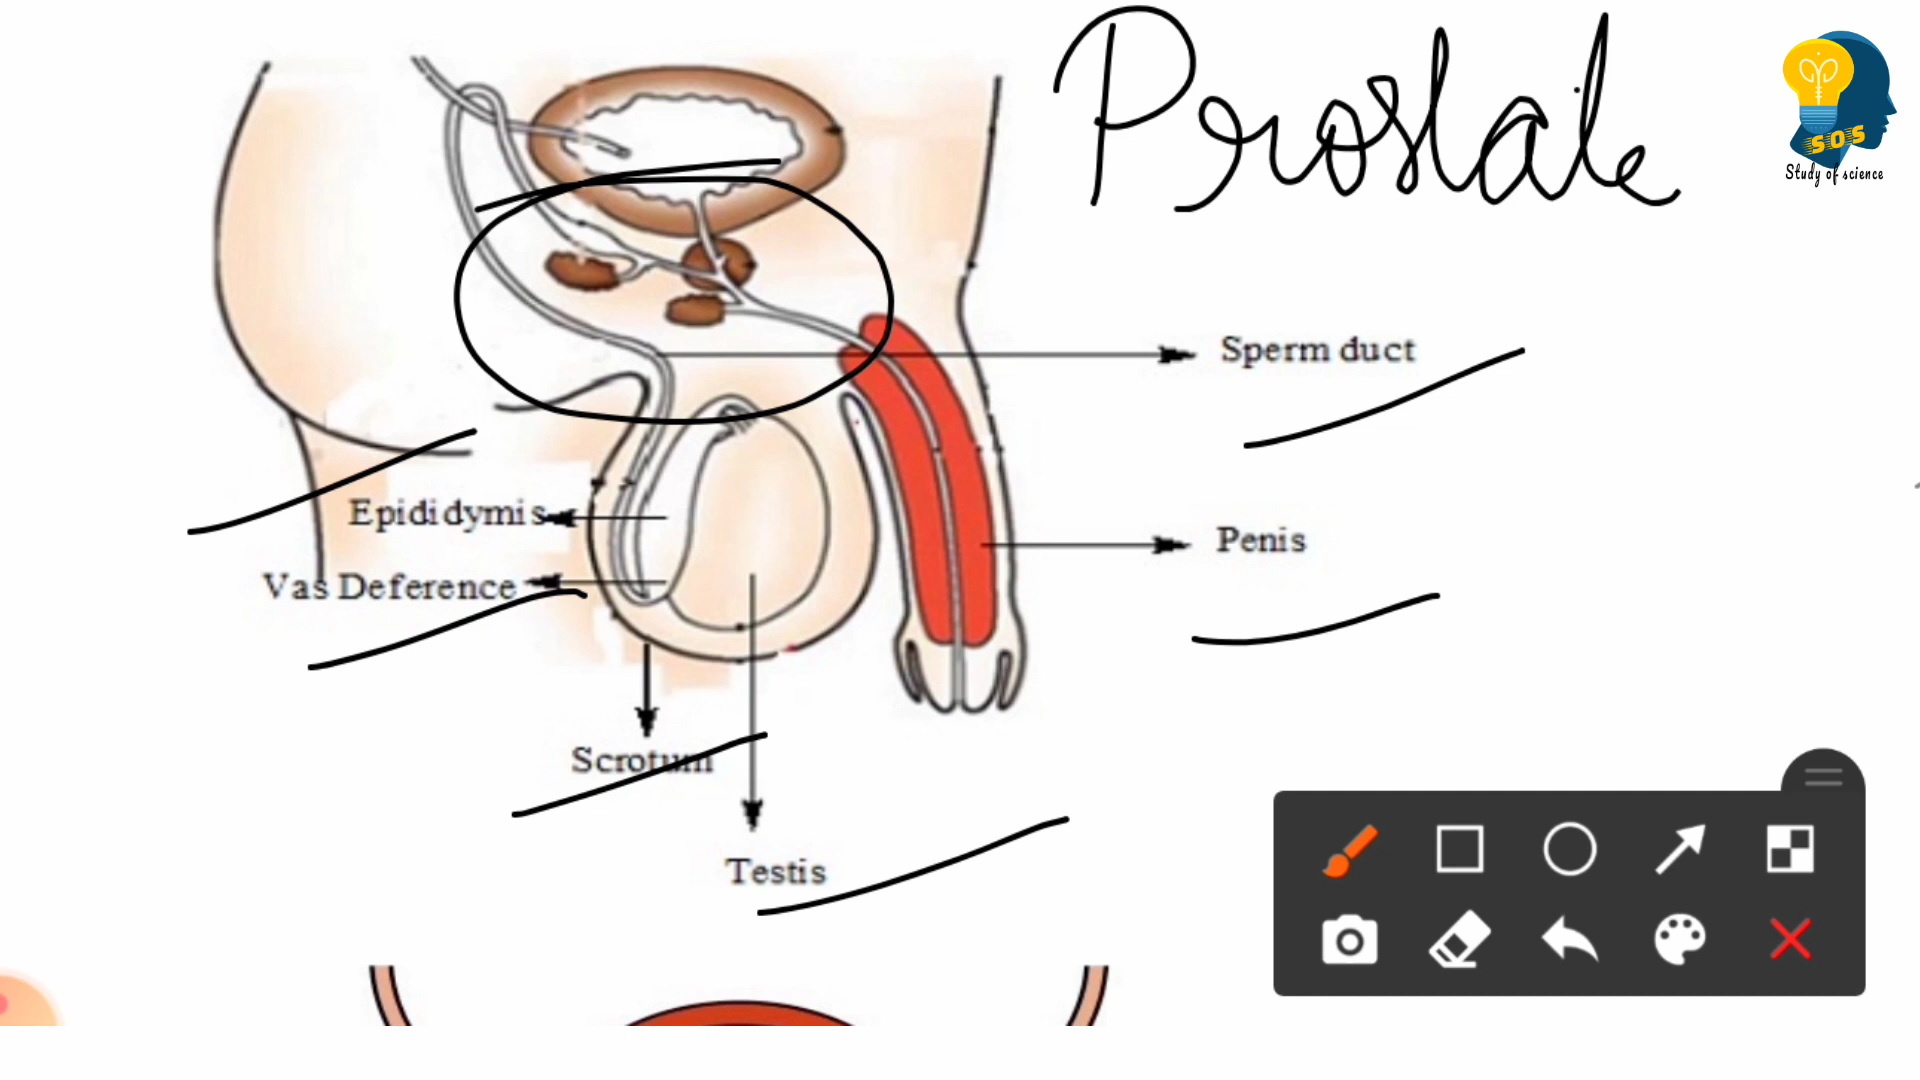 Prostate
SOS
Study of science
Sperm duct
Epididymis
Penis
Vas Deference
Scrotum
Testis